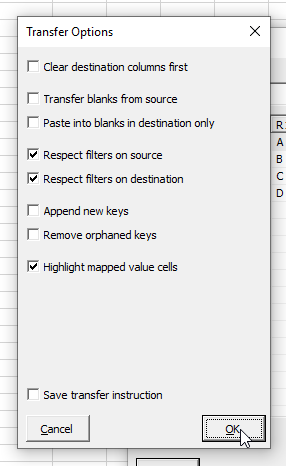 Transfer Options
Clear destination columns first
Transfer blanks from source
Paste into blanks in destination only
Respect filters on source
Respect filters on destination
Append new keys
Remove orphaned keys
Highlight mapped value cells
Save transfer instruction
Cancel
OK
R
A
B
C
D